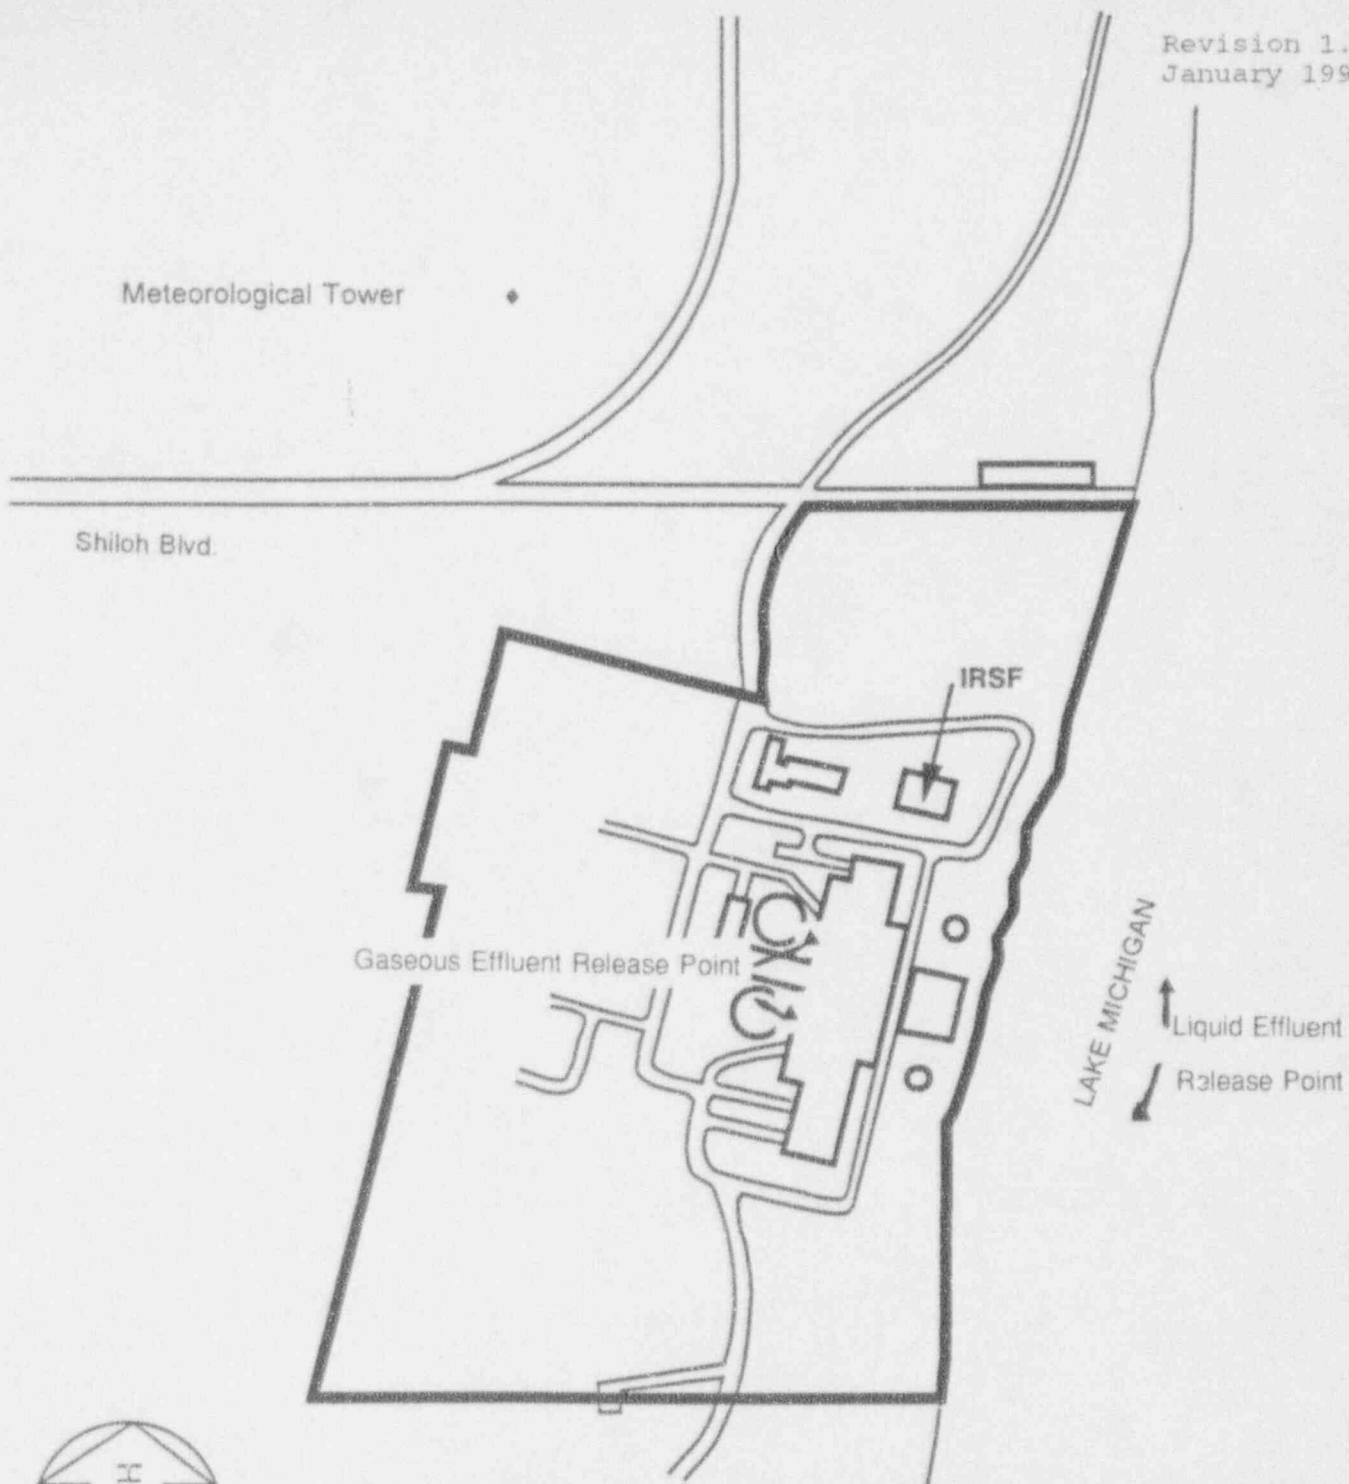 Revision 1.
January 199
Meteorological Tower
Shiloh Blvd.
IRSF
Gaseous Effluent Release Point
LAKE MICHIGAN
Liquid Effluent
Release Point